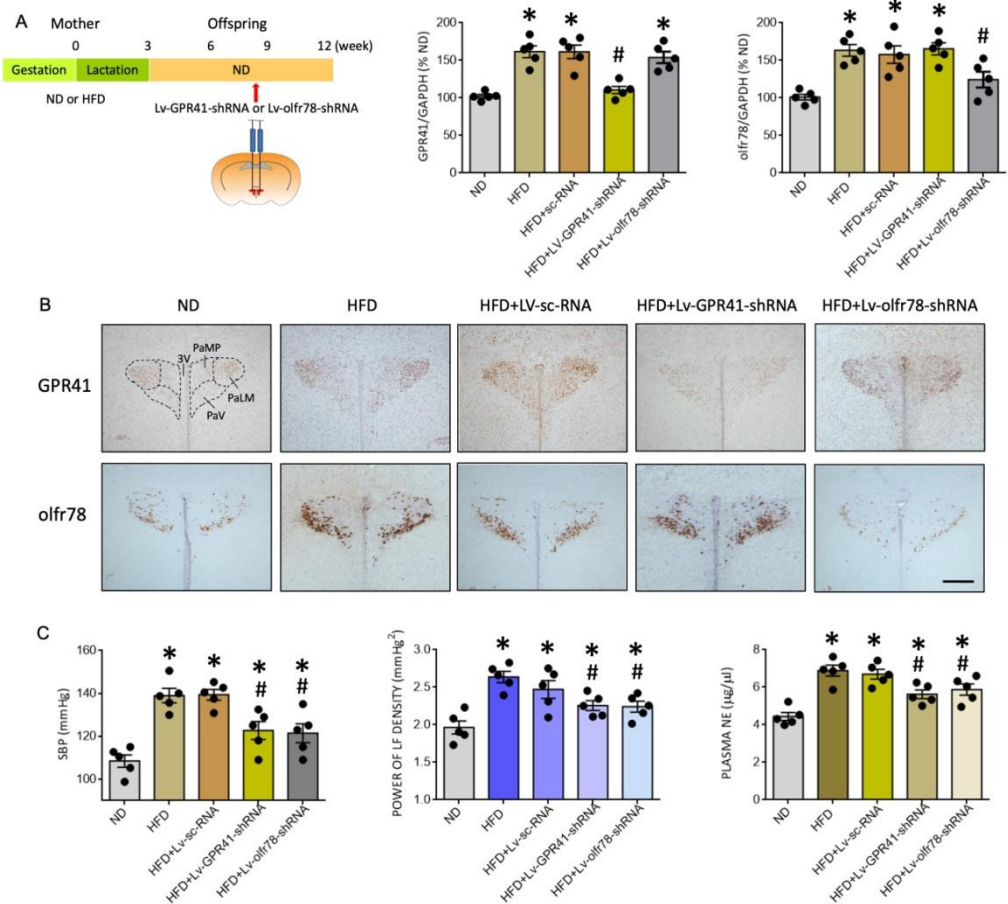 A
Mother
Offspring
0
3
12 (week)
Gestation
Lactation
ND
ND or HFD
Lv-GPR41-shRNA or Lv-olfr78-shRNA
GPR41/GAPDH (% ND)
200
150
100
50
0
*
*
#
*
ND
HFD
HFD+sc-RNA
HFD+LV-GPR41-shRNA
HFD+Lv-olfr78-shRNA
olfr78/GAPDH (% ND)
200
150
100
50
0
*
*
*
#
ND
HFD
HFD+sc-RNA
HFD+LV-GPR41-shRNA
HFD+Lv-olfr78-shRNA
B
ND
HFD
HFD+LV-sc-RNA
HFD+Lv-GPR41-shRNA
HFD+Lv-olfr78-shRNA
GPR41
3V
PaMP
PaLM
PaV
olfr78
C
SBP (mmHg)
160
140
120
100
*
*
*
#
*
#
ND
HFD
HFD+Lv-sc-RNA
HFD+Lv-GPR41-shRNA
HFD+Lv-olfr78-shRNA
POWER OF LF DENSITY (mmHg²)
3.0
2.5
2.0
1.5
1.0
*
*
*
#
*
#
ND
HFD
HFD+Lv-sc-RNA
HFD+Lv-GPR41-shRNA
HFD+Lv-olfr78-shRNA
PLASMA NE (μg/μl)
8
6
4
2
0
*
*
*
#
*
#
ND
HFD
HFD+Lv-sc-RNA
HFD+Lv-GPR41-shRNA
HFD+Lv-olfr78-shRNA